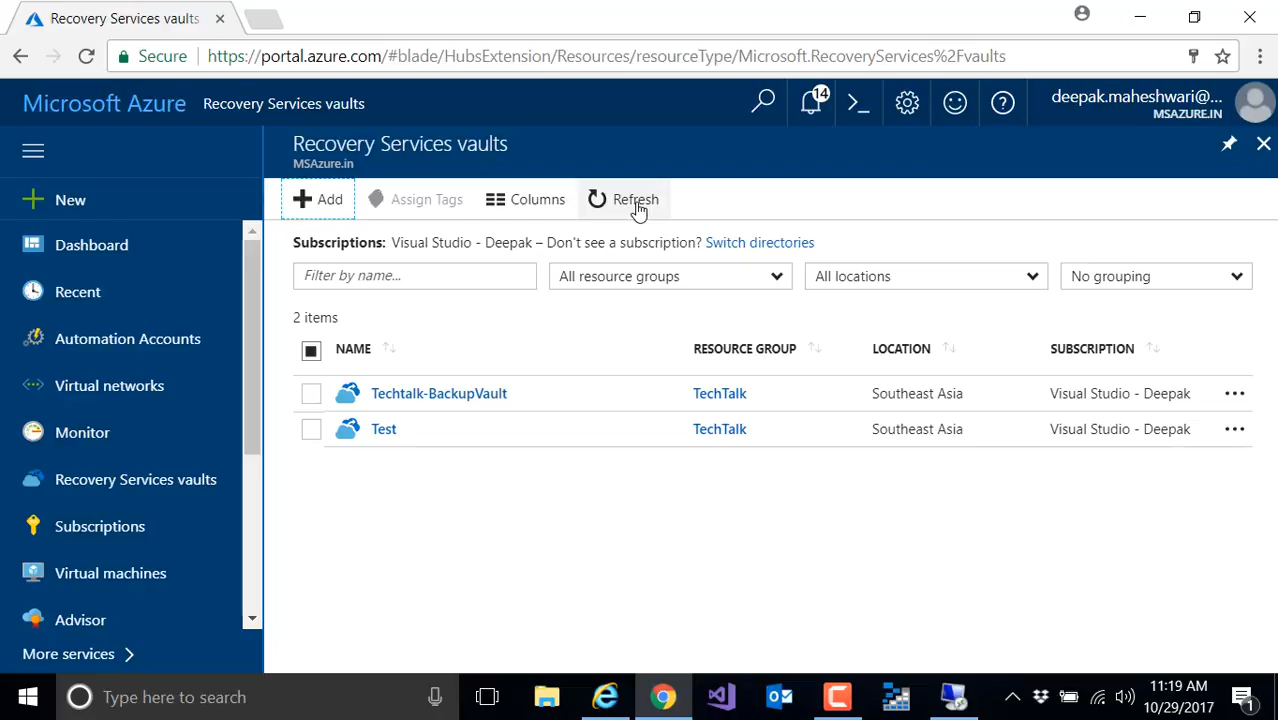 Recovery Services vaults
Secure https://portal.azure.com/#blade/HubsExtension/Resources/resourceType/Microsoft.RecoveryServices%2Fvaults
Microsoft Azure Recovery Services vaults
14
deepak.maheshwari@...
MSAZURE.IN
Recovery Services vaults
MSAzure.in
New
Dashboard
Recent
Automation Accounts
Virtual networks
Monitor
Recovery Services vaults
Subscriptions
Virtual machines
Advisor
More services
Add Assign Tags Columns Refresh
Subscriptions: Visual Studio - Deepak – Don't see a subscription? Switch directories
Filter by name... All resource groups All locations No grouping
2 items
NAME RESOURCE GROUP LOCATION SUBSCRIPTION
Techtalk-BackupVault TechTalk Southeast Asia Visual Studio - Deepak
Test TechTalk Southeast Asia Visual Studio - Deepak
Type here to search
11:19 AM
10/29/2017
1